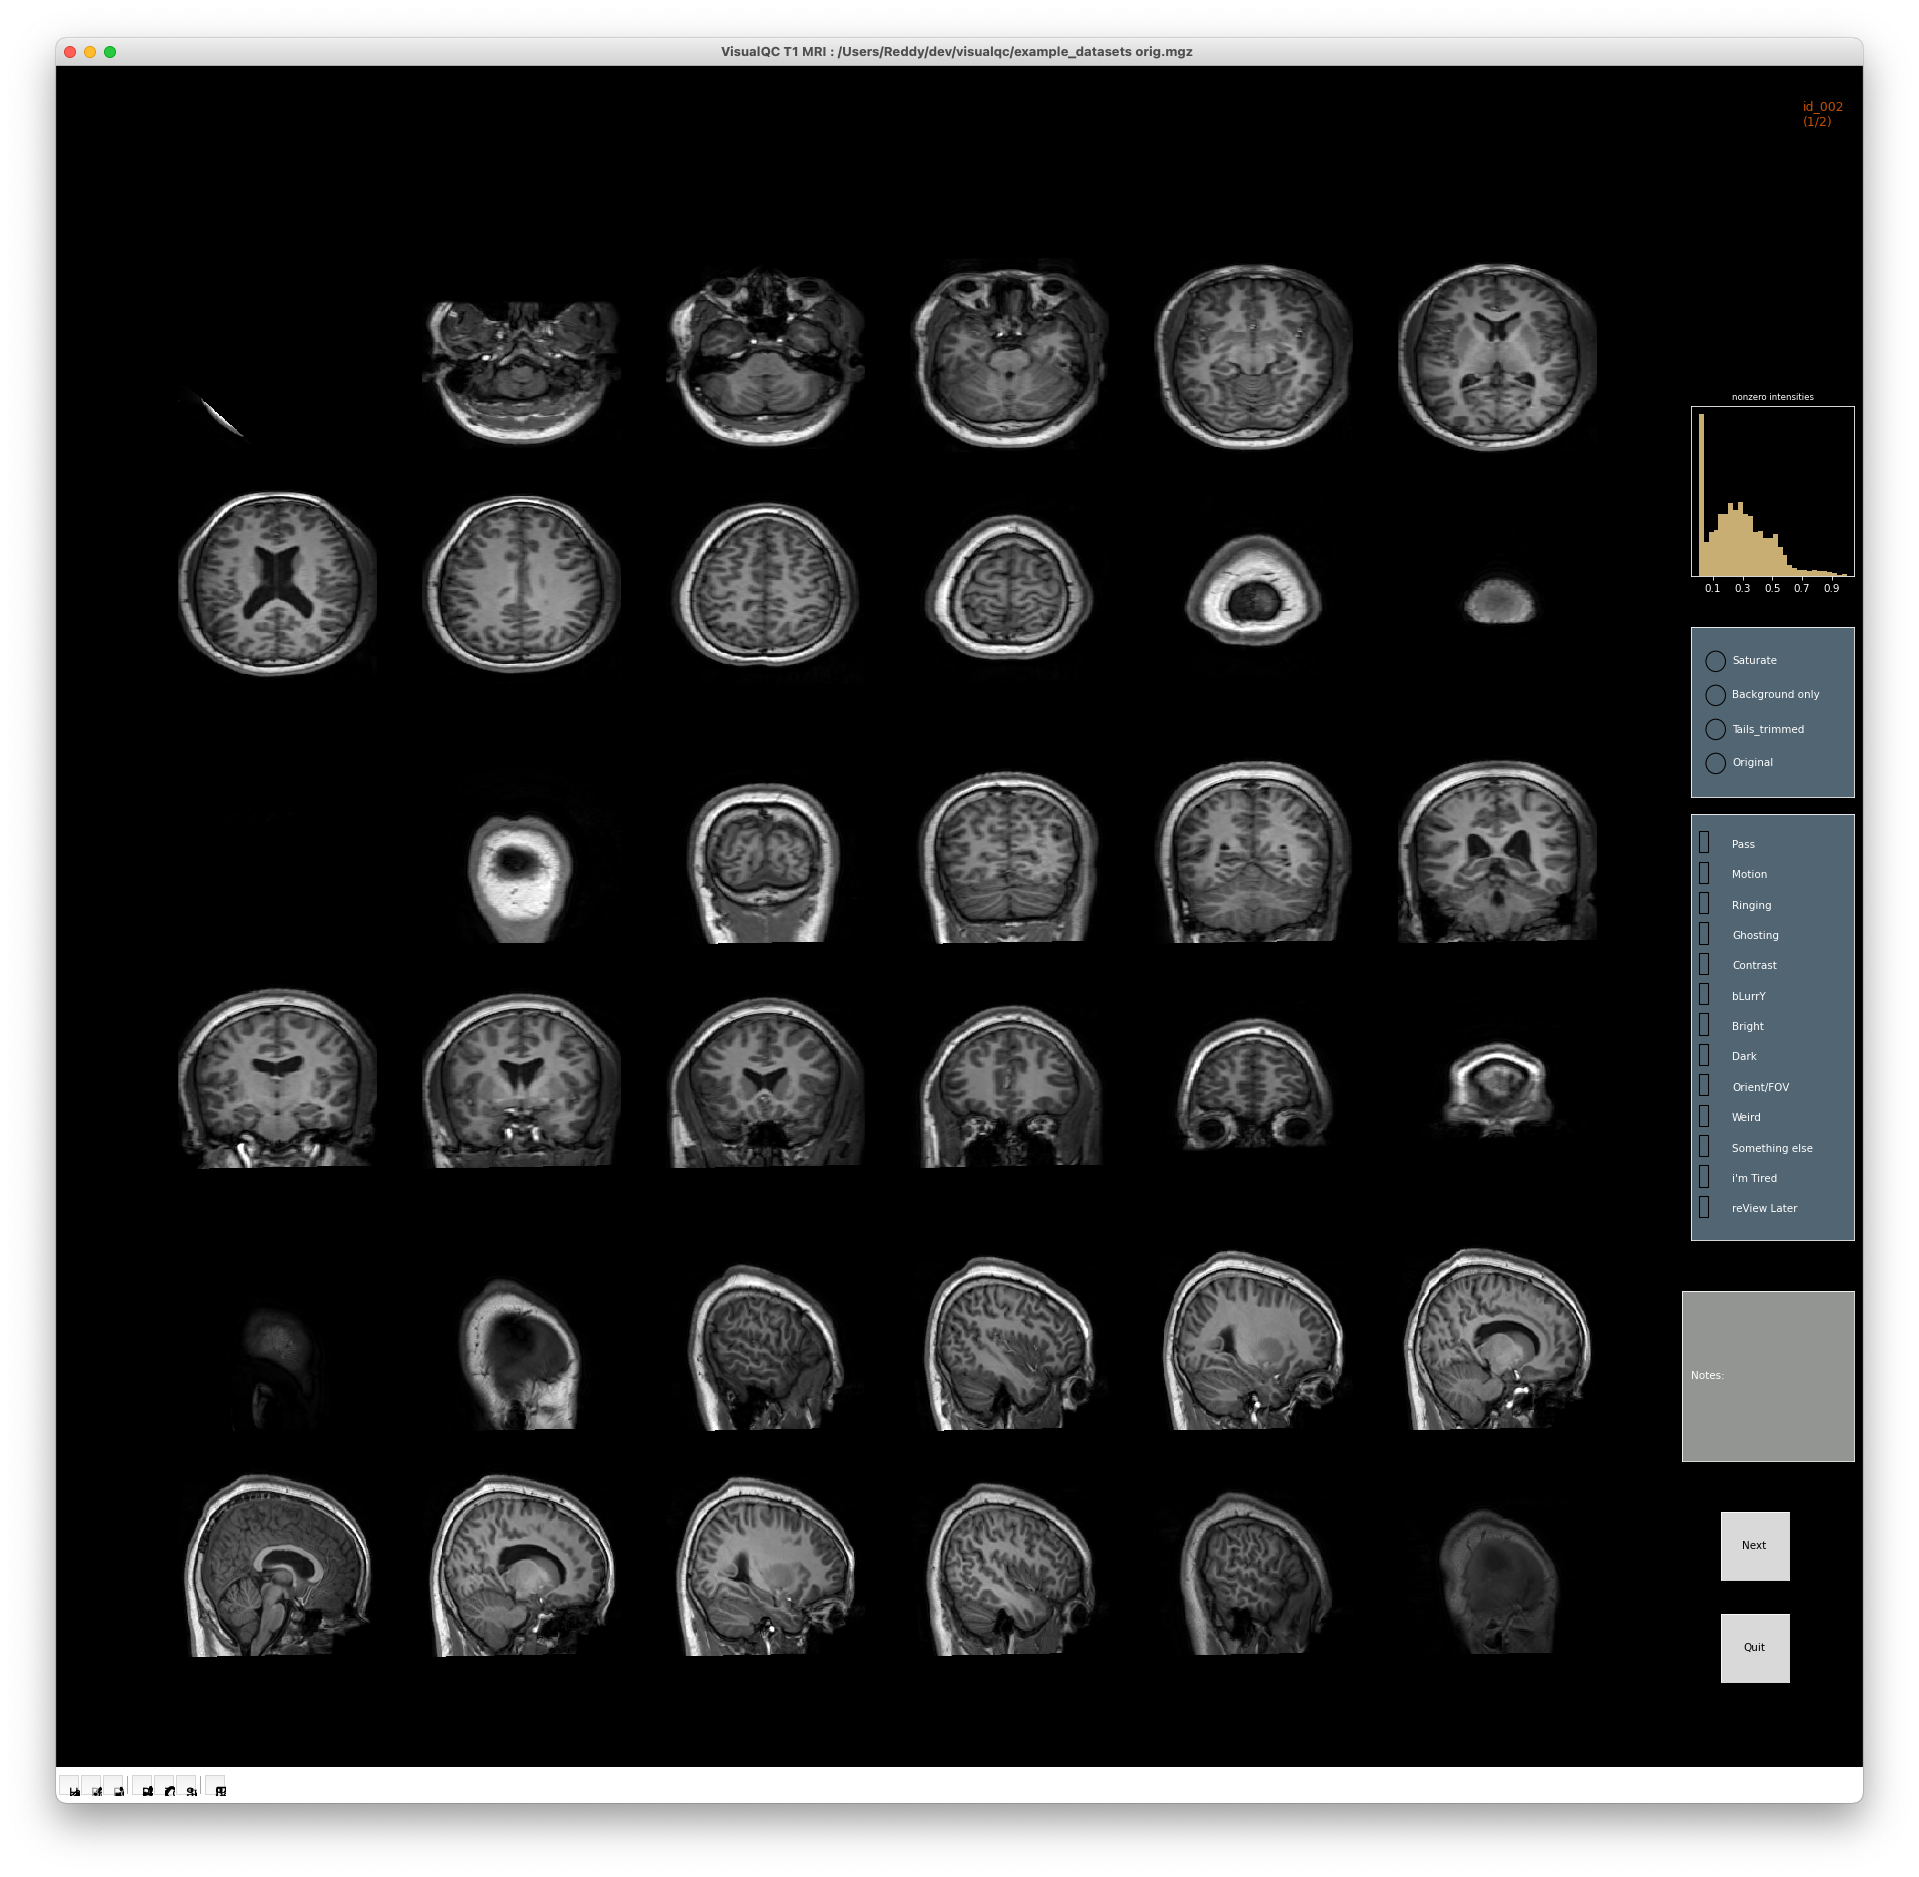 VisualQC T1 MRI : /Users/Reddy/dev/visualqc/example_datasets orig.mgz
id_002
(1/2)
nonzero intensities
0.1 0.3 0.5 0.7 0.9
Saturate
Background only
Tails_trimmed
Original
Pass
Motion
Ringing
Ghosting
Contrast
bLurrY
Bright
Dark
Orient/FOV
Weird
Something else
i'm Tired
reView Later
Notes:
Next
Quit